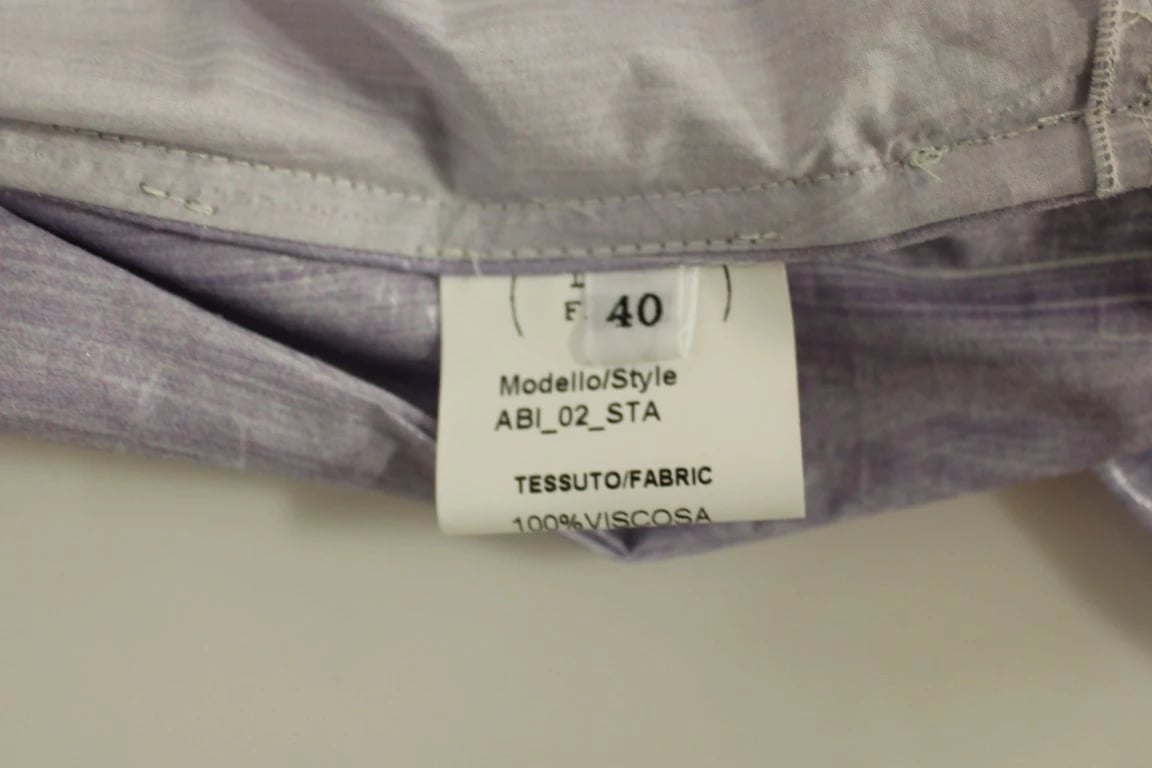 F. 40
Modello/Style
ABI_02_STA
TESSUTO/FABRIC
100%VISCOSA